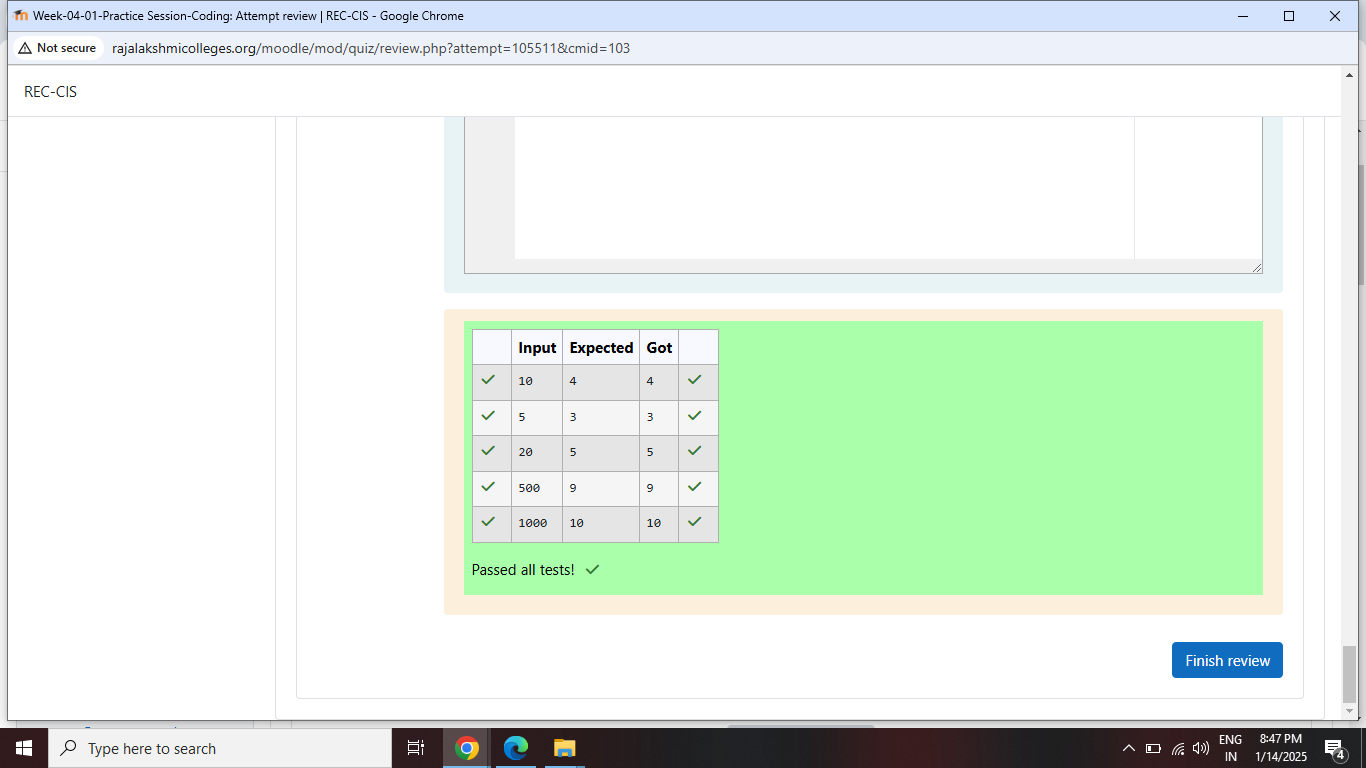 Week-04-01-Practice Session-Coding: Attempt review | REC-CIS - Google Chrome
Not secure rajalakshmicolleges.org/moodle/mod/quiz/review.php?attempt=105511&cmid=103
REC-CIS
Input Expected Got
10 4 4
5 3 3
20 5 5
500 9 9
1000 10 10
Passed all tests!
Finish review
Type here to search
ENG
IN
8:47 PM
1/14/2025
4